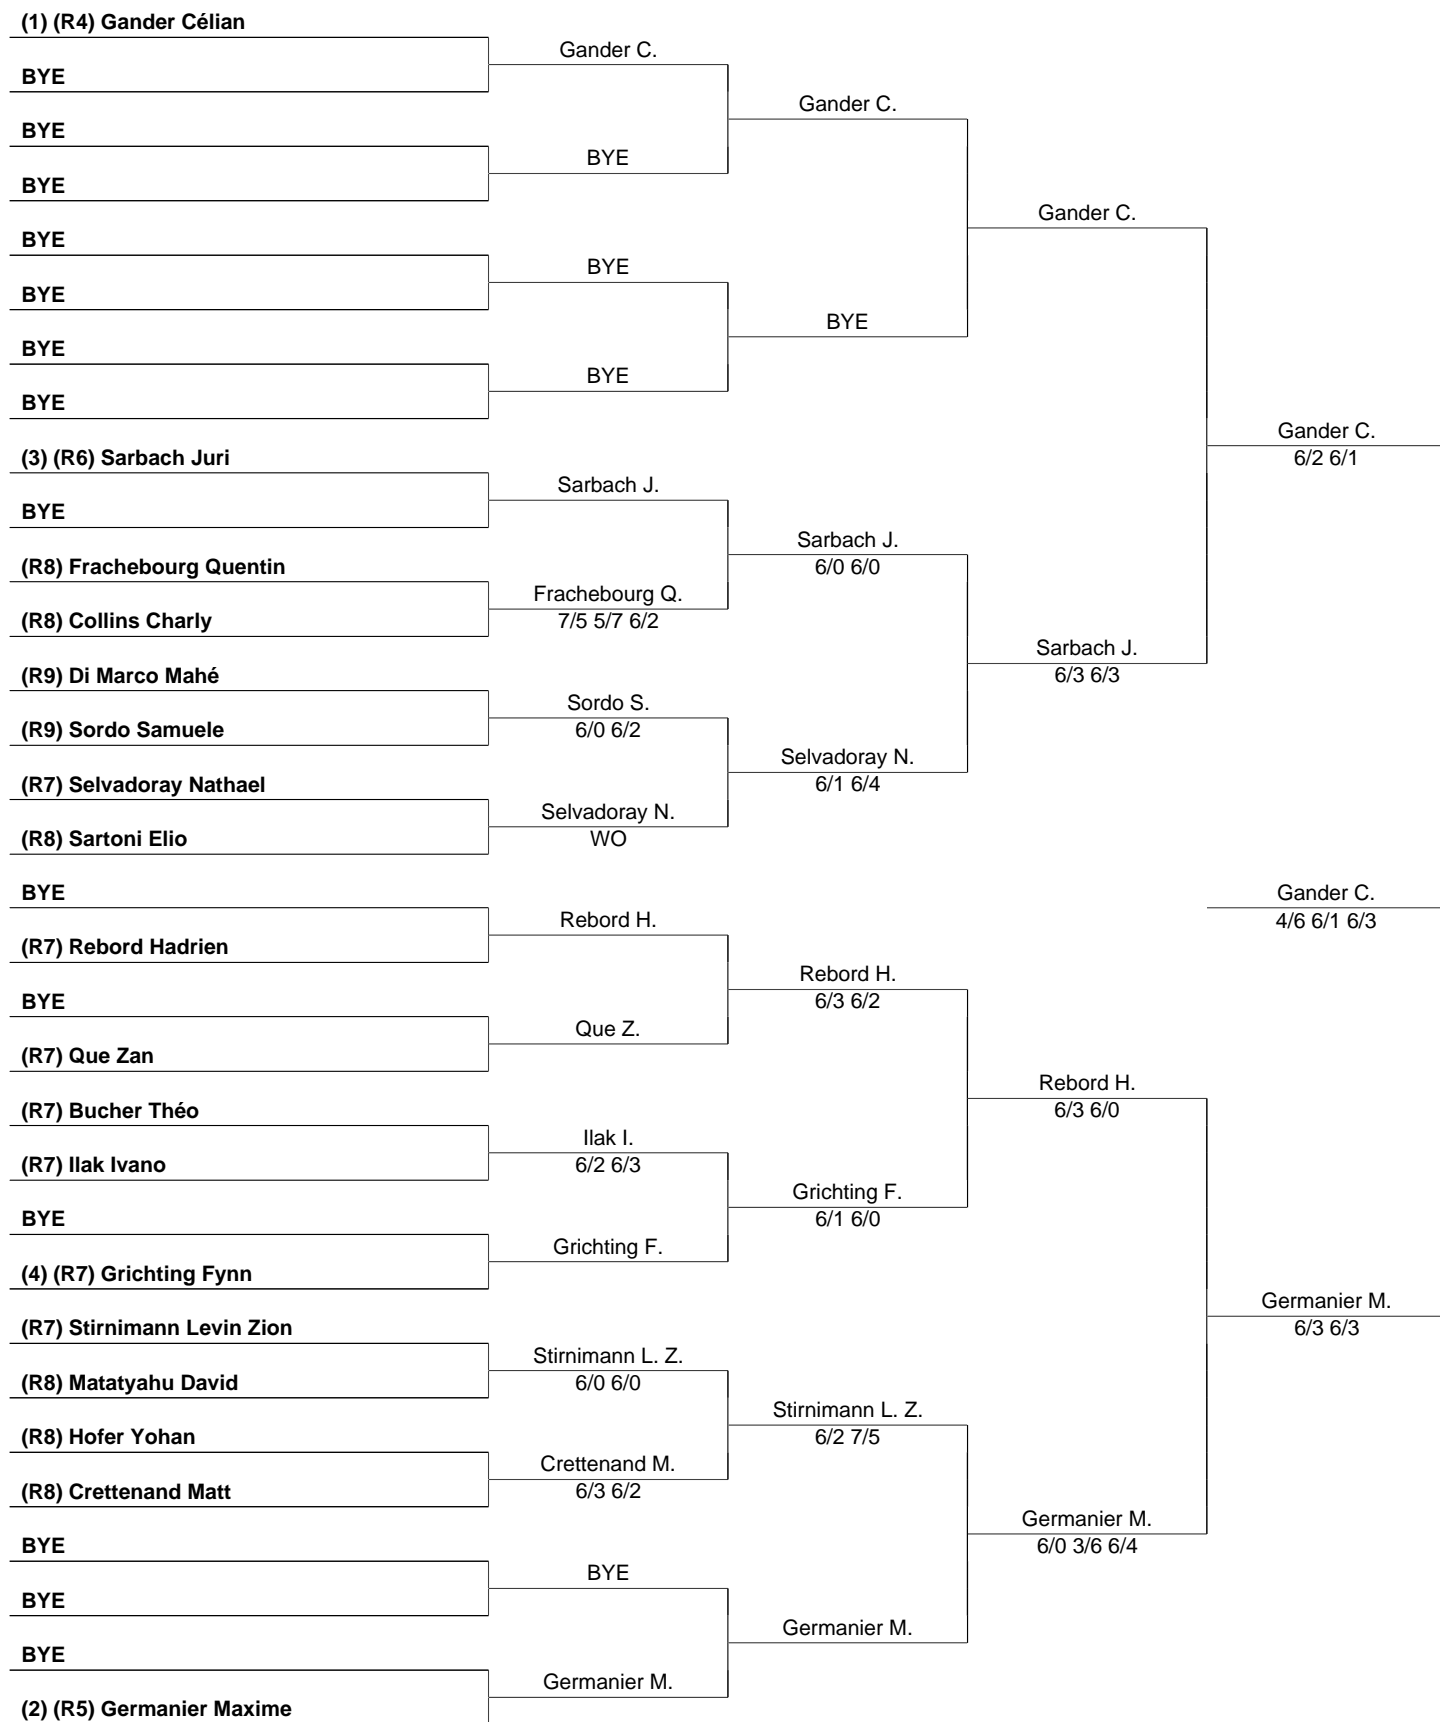 (1) (R4) Gander Célian
Gander C.
BYE
Gander C.
BYE
BYE
BYE
Gander C.
BYE
BYE
BYE
BYE
BYE
BYE
BYE
Gander C.
6/2 6/1
(3) (R6) Sarbach Juri
Sarbach J.
BYE
Sarbach J.
6/0 6/0
(R8) Frachebourg Quentin
Frachebourg Q.
7/5 5/7 6/2
(R8) Collins Charly
Sarbach J.
6/3 6/3
(R9) Di Marco Mahé
Sordo S.
6/0 6/2
(R9) Sordo Samuele
Selvadoray N.
6/1 6/4
(R7) Selvadoray Nathael
Selvadoray N.
WO
(R8) Sartoni Elio
BYE
Gander C.
4/6 6/1 6/3
Rebord H.
(R7) Rebord Hadrien
Rebord H.
6/3 6/2
BYE
Que Z.
(R7) Que Zan
Rebord H.
6/3 6/0
(R7) Bucher Théo
Ilak I.
6/2 6/3
(R7) Ilak Ivano
Grichting F.
6/1 6/0
BYE
Grichting F.
(4) (R7) Grichting Fynn
Germanier M.
6/3 6/3
(R7) Stirnimann Levin Zion
Stirnimann L. Z.
6/0 6/0
(R8) Matatyahu David
Stirnimann L. Z.
6/2 7/5
(R8) Hofer Yohan
Crettenand M.
6/3 6/2
(R8) Crettenand Matt
Germanier M.
6/0 3/6 6/4
BYE
BYE
BYE
Germanier M.
BYE
Germanier M.
(2) (R5) Germanier Maxime